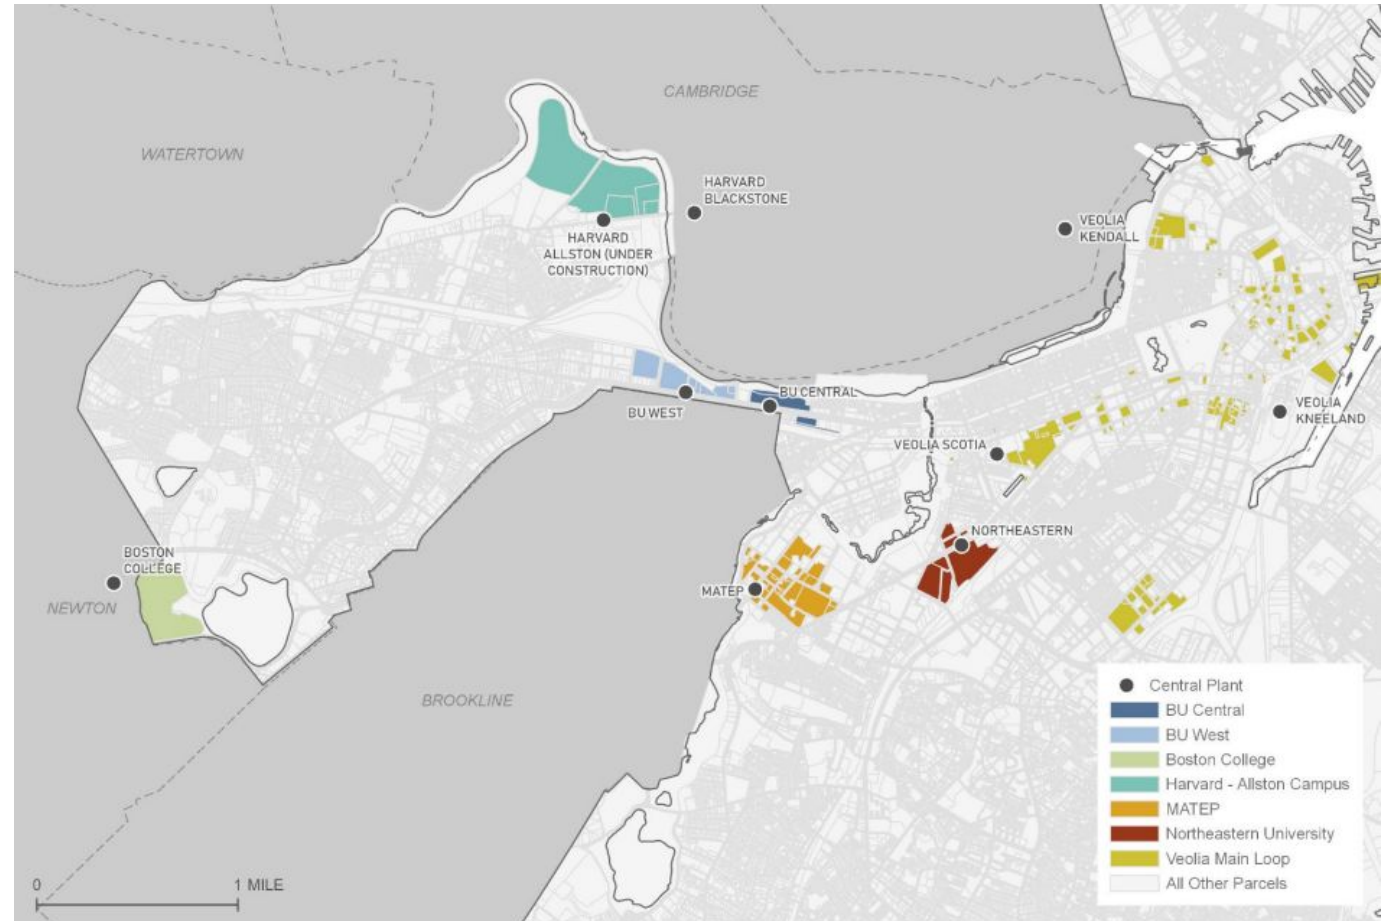 CAMBRIDGE
WATERTOWN
HARVARD
BLACKSTONE
VEOLIA
KENDALL
HARVARD
ALLSTON (UNDER
CONSTRUCTION)
BU CENTRAL
BU WEST
VEOLIA
KNEELAND
VEOLIA SCOTIA
NORTHEASTERN
BOSTON
COLLEGE
MATEP
NEWTON
BROOKLINE
Central Plant
BU Central
BU West
Boston College
Harvard - Allston Campus
MATEP
Northeastern University
Veolia Main Loop
All Other Parcels
0 1 MILE